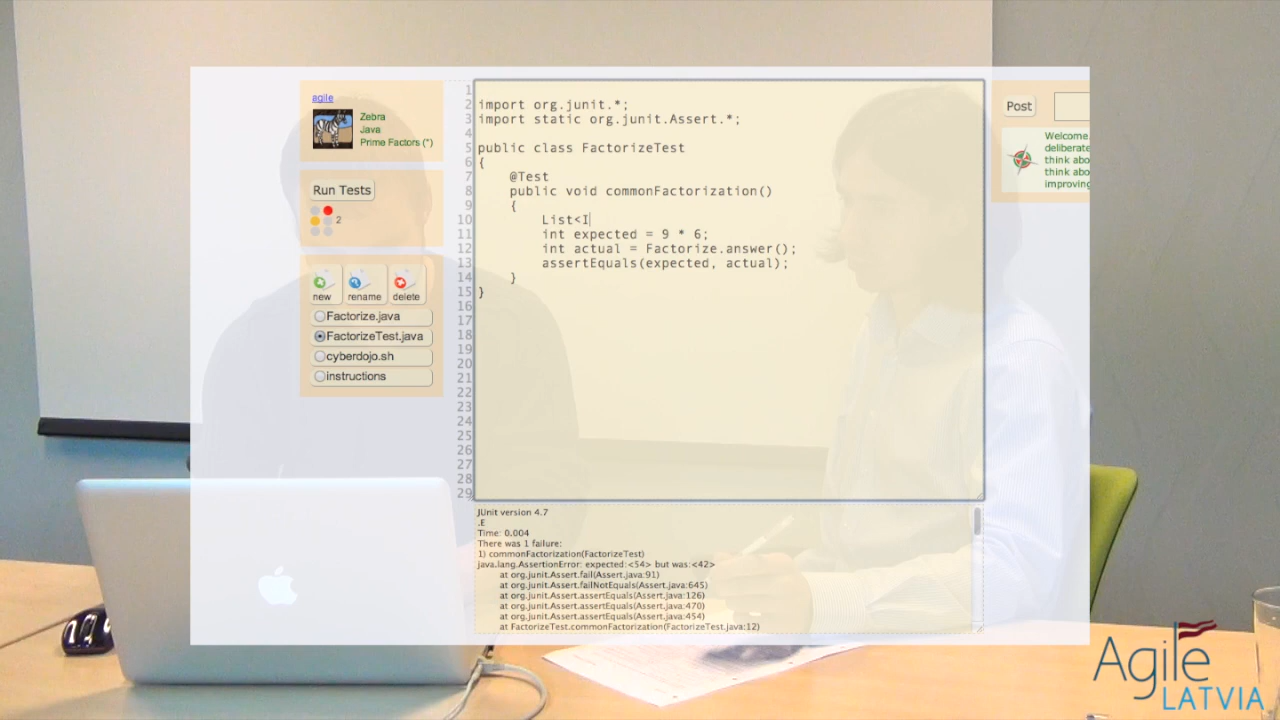 agile
Zebra
Java
Prime Factors (*)
Run Tests
2
new rename delete
Factorize.java
FactorizeTest.java
cyberdojo.sh
instructions
1
2 import org.junit.*;
3 import static org.junit.Assert.*;
4
5 public class FactorizeTest
6 {
7 @Test
8 public void commonFactorization()
9 {
10 List<I
11 int expected = 9 * 6;
12 int actual = Factorize.answer();
13 assertEquals(expected, actual);
14 }
15 }
16
17
18
19
20
21
22
23
24
25
26
27
28
29
JUnit version 4.7
.E
Time: 0.004
There was 1 failure:
1) commonFactorization(FactorizeTest)
java.lang.AssertionError: expected:<54> but was:<42>
at org.junit.Assert.fail(Assert.java:91)
at org.junit.Assert.failNotEquals(Assert.java:645)
at org.junit.Assert.assertEquals(Assert.java:126)
at org.junit.Assert.assertEquals(Assert.java:470)
at org.junit.Assert.assertEquals(Assert.java:454)
at FactorizeTest.commonFactorization(FactorizeTest.java:12)
Post
Welcome
deliberate
think abo
think abo
improving
Agile
LATVIA